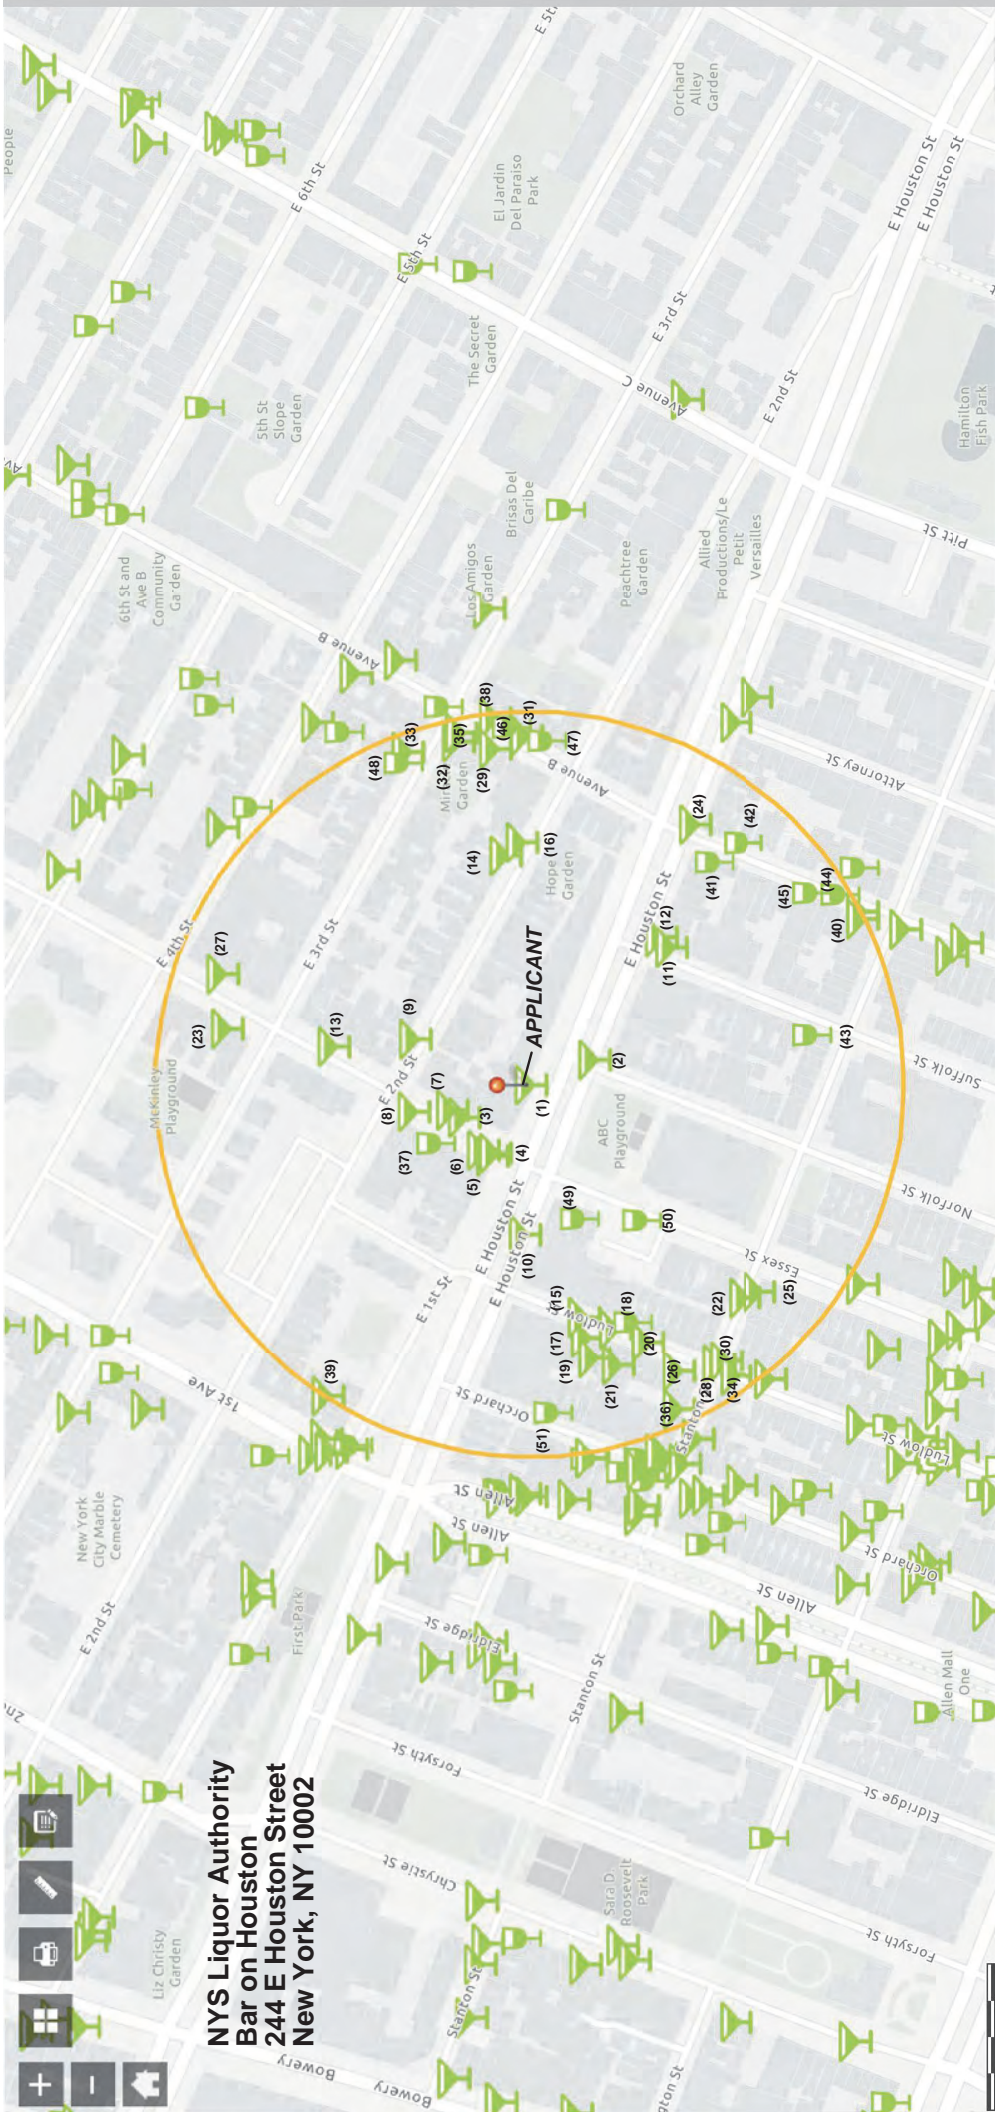 NYS Liquor Authority
Bar on Houston
244 E Houston Street
New York, NY 10002
APPLICANT
(1)
(2)
(3)
(4)
(5)
(6)
(7)
(8)
(9)
(10)
(11)
(12)
(13)
(14)
(15)
(16)
(17)
(18)
(19)
(20)
(21)
(22)
(23)
(24)
(25)
(26)
(27)
(28)
(29)
(30)
(31)
(32)
(33)
(34)
(35)
(36)
(37)
(38)
(39)
(40)
(41)
(42)
(43)
(44)
(45)
(46)
(47)
(48)
(49)
(50)
(51)
Liz Christy
Garden
New York
City Marble
Cemetery
First Park
McKinley
Playground
ABC
Playground
6th St and
Ave B
Community
Garden
5th St
Slope
Garden
The Secret
Garden
El Jardin
Del Paraiso
Park
Orchard
Alley
Garden
Los Amigos
Garden
Brisas Del
Caribe
Peachtree
Garden
Allied
Productions/Le
Petit
Versailles
Hamilton
Fish Park
Hope
Garden
Garden
Sara D.
Roosevelt
Park
Allen Mall
One
People
Bowery
Bowery
Stanton St
Stanton St
Stanton
Chrystie St
Forsyth St
Forsyth St
Eldridge St
Eldridge St
Allen St
Allen St
Allen St
Orchard St
Orchard St
Ludlow St
Ludlow St
Essex St
Norfolk St
Suffolk St
Attorney St
Pitt St
1st Ave
Avenue B
Avenue B
Avenue C
E 1st St
E 2nd St
E 2nd St
E 2nd St
E 3rd St
E 3rd St
E 4th St
E 5th St
E 6th St
E Houston St
E Houston St
E Houston St
E Houston St
E Houston St